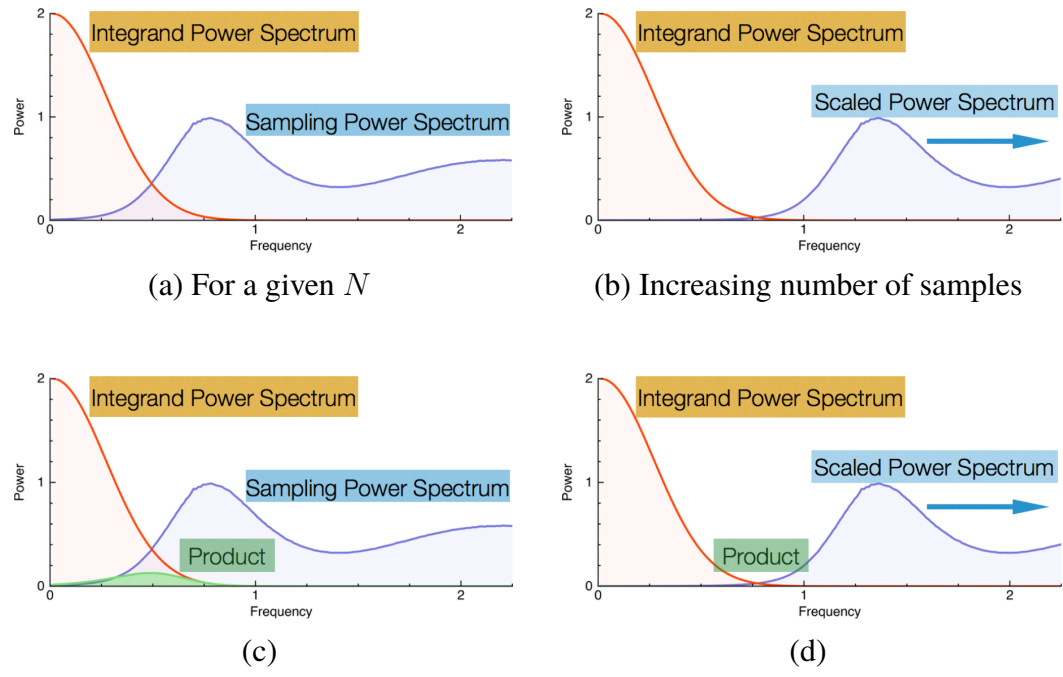 2
Integrand Power Spectrum
Power
1
Sampling Power Spectrum
0
0
1
2
Frequency
(a) For a given N
2
Integrand Power Spectrum
Power
1
Scaled Power Spectrum
0
0
1
2
Frequency
(b) Increasing number of samples
2
Integrand Power Spectrum
Power
1
Sampling Power Spectrum
Product
0
0
1
2
Frequency
(c)
2
Integrand Power Spectrum
Power
1
Scaled Power Spectrum
Product
0
0
1
2
Frequency
(d)